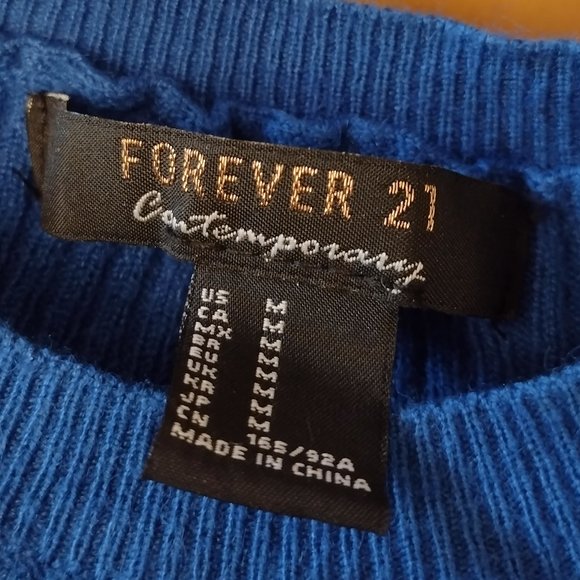 FOREVER 21
Contemporary
US M
CA M
MX M
BR M
EU M
UK M
KR M
JP M
CN 165/92A
MADE IN CHINA